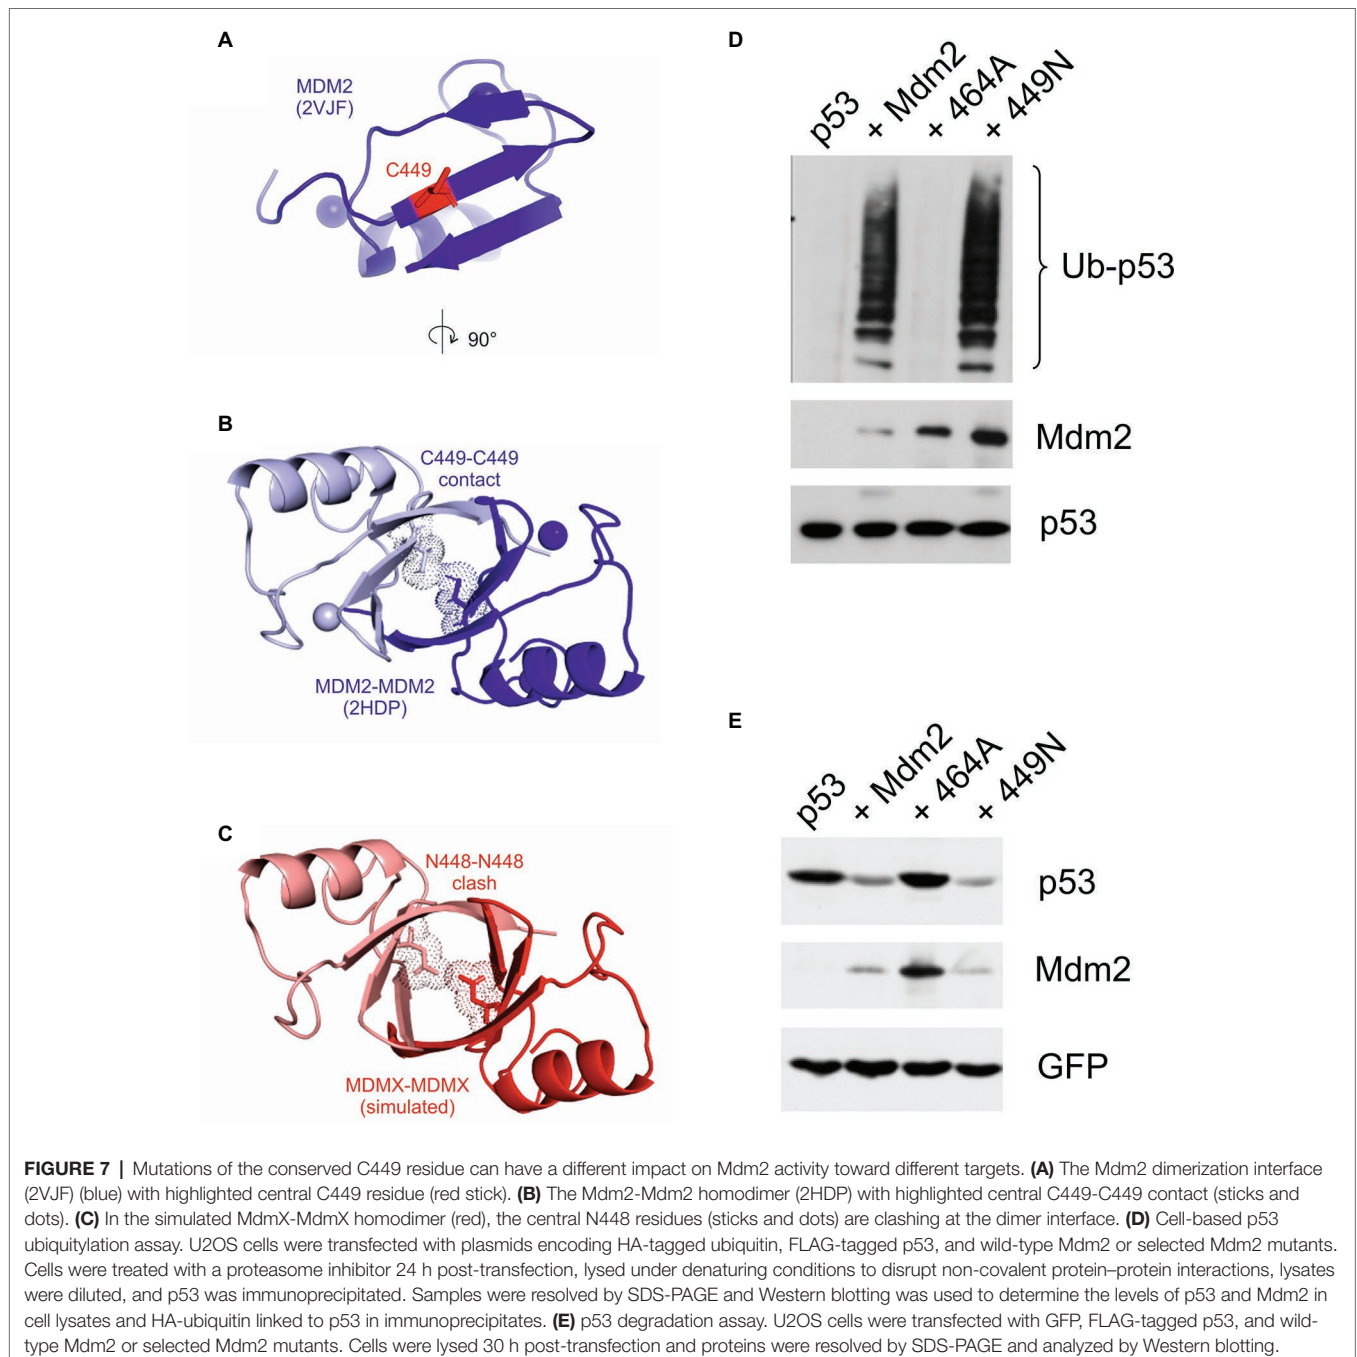 A
MDM2
(2VJF)
C449
90°
B
C449-C449
contact
MDM2-MDM2
(2HDP)
C
N448-N448
clash
MDMX-MDMX
(simulated)
D
p53
+ Mdm2
+ 464A
+ 449N
Ub-p53
Mdm2
p53
E
p53
+ Mdm2
+ 464A
+ 449N
p53
Mdm2
GFP
FIGURE 7 | Mutations of the conserved C449 residue can have a different impact on Mdm2 activity toward different targets. (A) The Mdm2 dimerization interface
(2VJF) (blue) with highlighted central C449 residue (red stick). (B) The Mdm2-Mdm2 homodimer (2HDP) with highlighted central C449-C449 contact (sticks and
dots). (C) In the simulated MdmX-MdmX homodimer (red), the central N448 residues (sticks and dots) are clashing at the dimer interface. (D) Cell-based p53
ubiquitylation assay. U2OS cells were transfected with plasmids encoding HA-tagged ubiquitin, FLAG-tagged p53, and wild-type Mdm2 or selected Mdm2 mutants.
Cells were treated with a proteasome inhibitor 24 h post-transfection, lysed under denaturing conditions to disrupt non-covalent protein–protein interactions, lysates
were diluted, and p53 was immunoprecipitated. Samples were resolved by SDS-PAGE and Western blotting was used to determine the levels of p53 and Mdm2 in
cell lysates and HA-ubiquitin linked to p53 in immunoprecipitates. (E) p53 degradation assay. U2OS cells were transfected with GFP, FLAG-tagged p53, and wild-
type Mdm2 or selected Mdm2 mutants. Cells were lysed 30 h post-transfection and proteins were resolved by SDS-PAGE and analyzed by Western blotting.